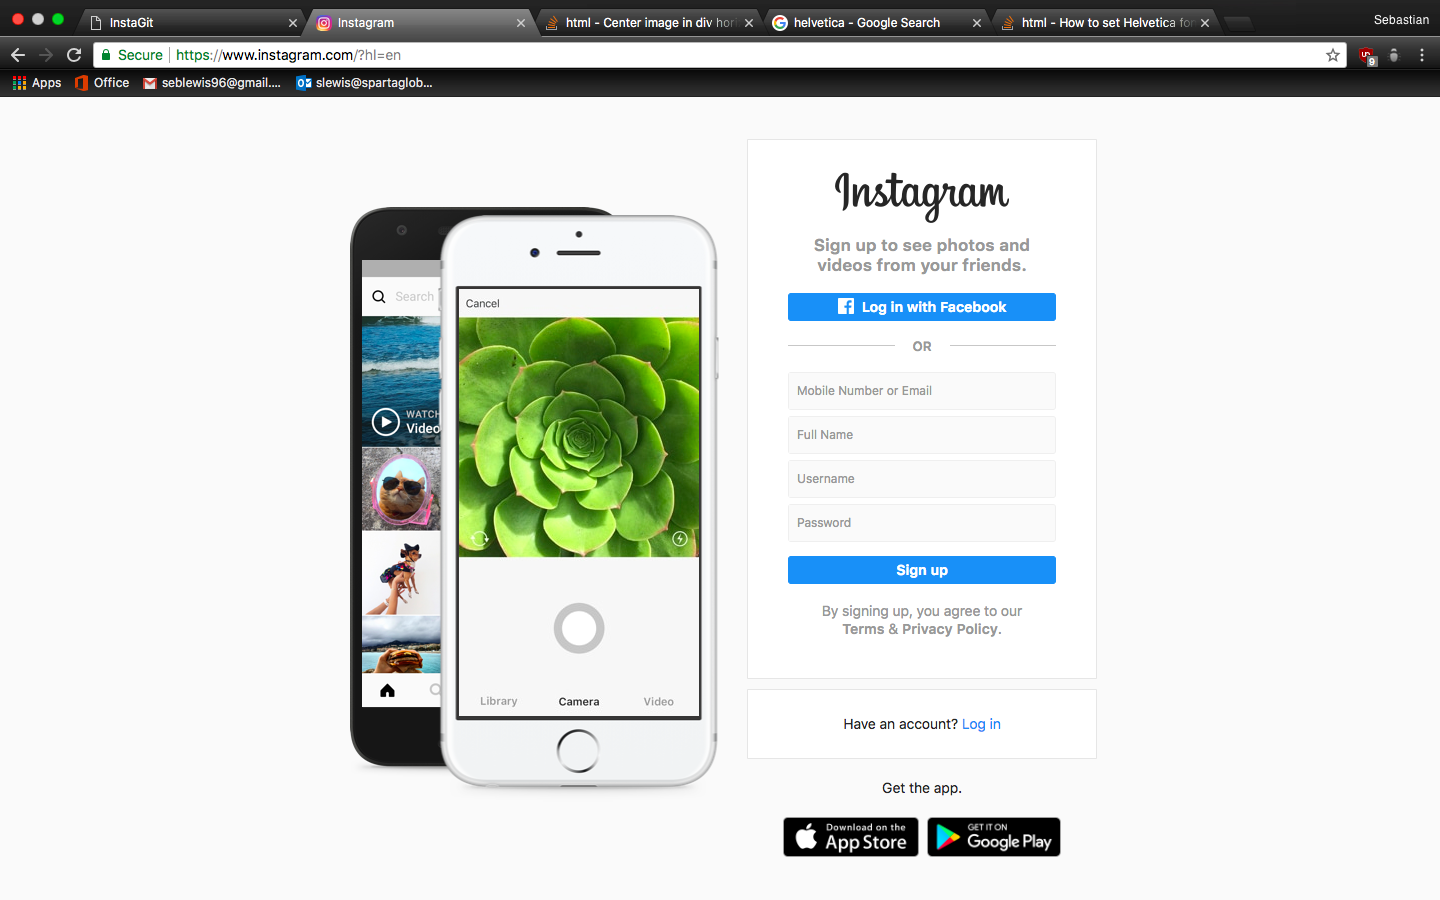 InstaGit
Instagram
html - Center image in div hori
helvetica - Google Search
html - How to set Helvetica for
Sebastian
Secure
https://www.instagram.com/?hl=en
9
Apps
Office
seblewis96@gmail....
slewis@spartaglob...
Search
WATCH
Video
Cancel
Library
Camera
Video
Instagram
Sign up to see photos and
videos from your friends.
Log in with Facebook
OR
Mobile Number or Email
Full Name
Username
Password
Sign up
By signing up, you agree to our
Terms & Privacy Policy.
Have an account? Log in
Get the app.
Download on the
App Store
GET IT ON
Google Play